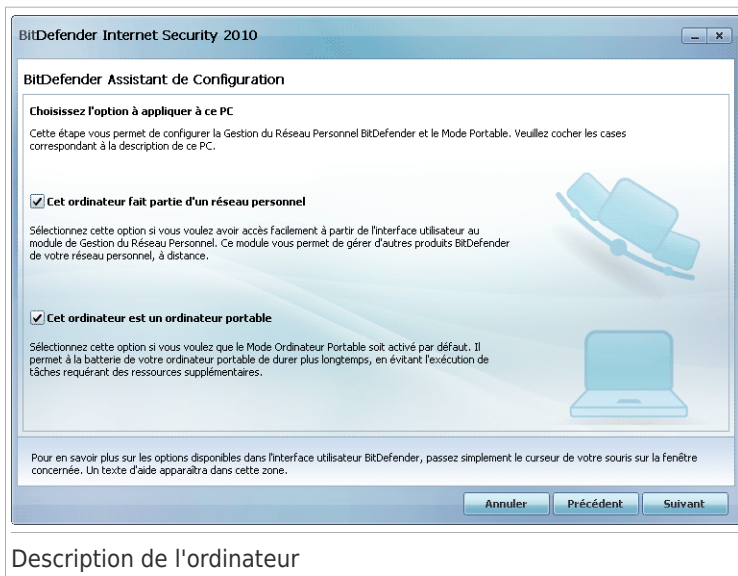 BitDefender Internet Security 2010
BitDefender Assistant de Configuration
Choisissez l'option à appliquer à ce PC
Cette étape vous permet de configurer la Gestion du Réseau Personnel BitDefender et le Mode Portable. Veuillez cocher les cases
correspondant à la description de ce PC.
Cet ordinateur fait partie d'un réseau personnel
Sélectionnez cette option si vous voulez avoir accès facilement à partir de l'interface utilisateur au
module de Gestion du Réseau Personnel. Ce module vous permet de gérer d'autres produits BitDefender
de votre réseau personnel, à distance.
Cet ordinateur est un ordinateur portable
Sélectionnez cette option si vous voulez que le Mode Ordinateur Portable soit activé par défaut. Il
permet à la batterie de votre ordinateur portable de durer plus longtemps, en évitant l'exécution de
tâches requérant des ressources supplémentaires.
Pour en savoir plus sur les options disponibles dans l'interface utilisateur BitDefender, passez simplement le curseur de votre souris sur la fenêtre
concernée. Un texte d'aide apparaîtra dans cette zone.
Annuler Précédent Suivant
Description de l'ordinateur